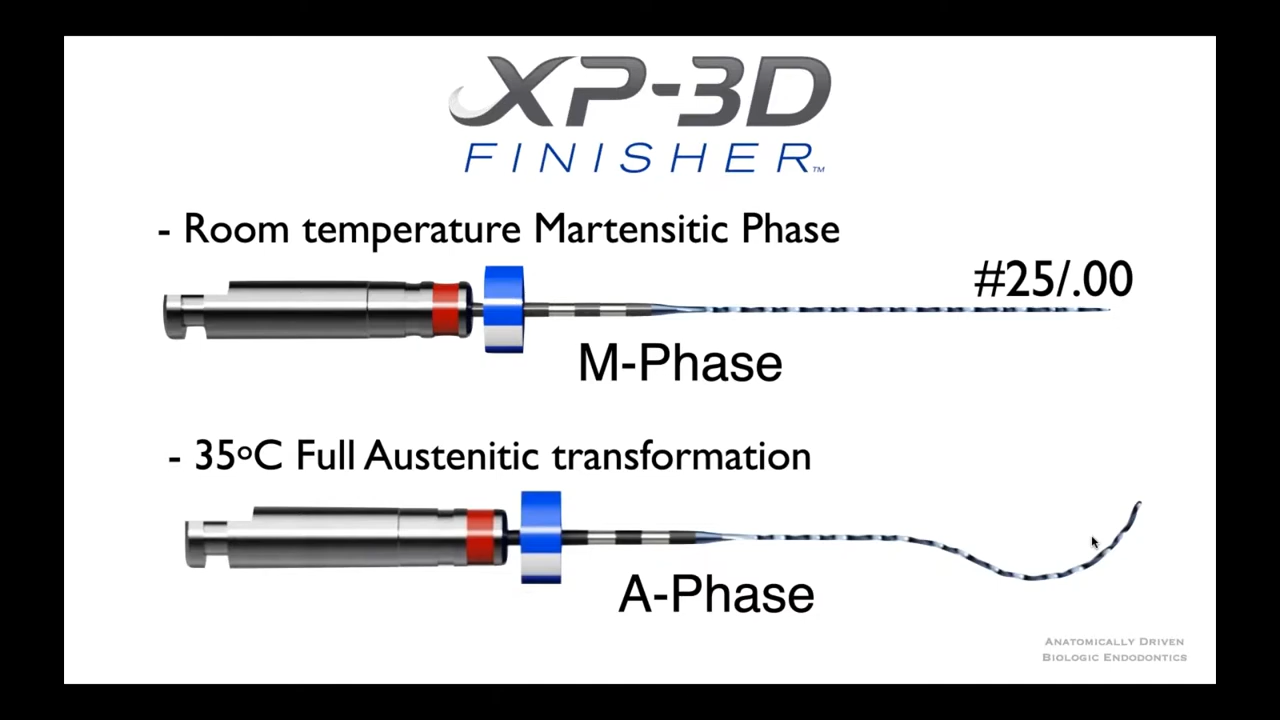 XP-3D
FINISHER™
- Room temperature Martensitic Phase
#25/.00
M-Phase
- 35ºC Full Austenitic transformation
A-Phase
ANATOMICALLY DRIVEN
BIOLOGIC ENDODONTICS